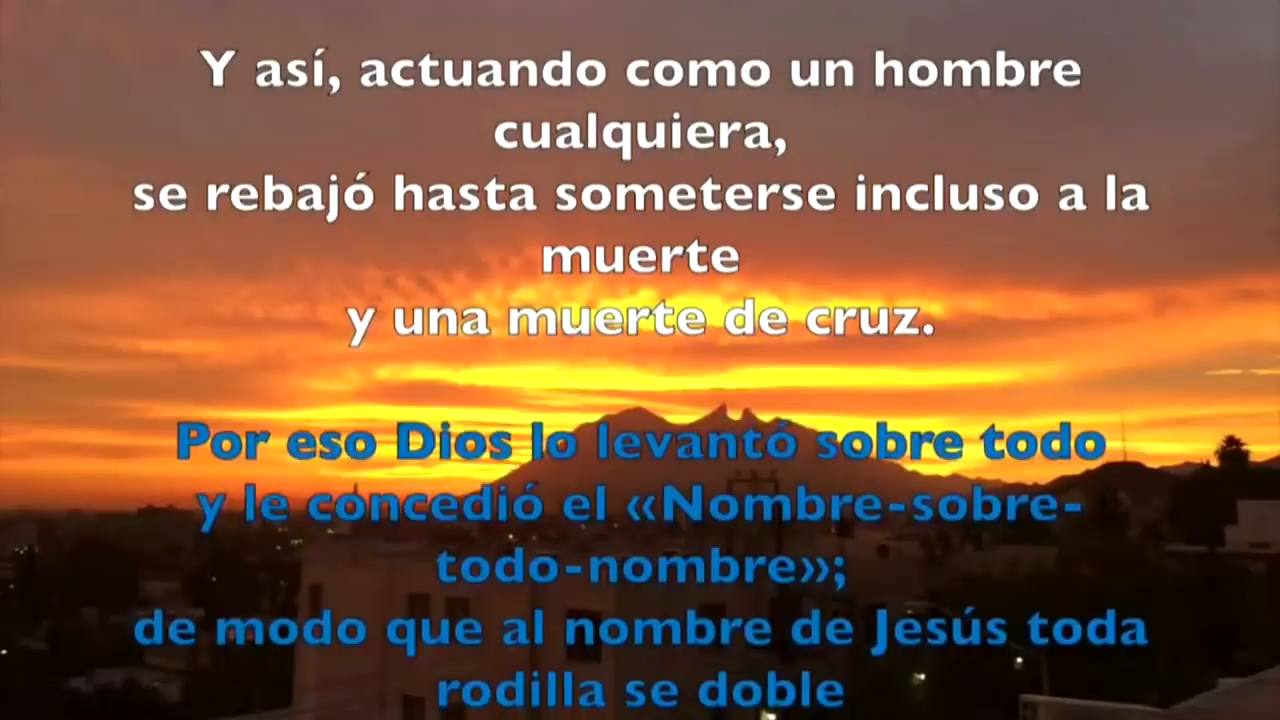 Y así, actuando como un hombre
cualquiera,
se rebajó hasta someterse incluso a la
muerte
y una muerte de cruz.
Por eso Dios lo levantó sobre todo
y le concedió el «Nombre-sobre-
todo-nombre»;
de modo que al nombre de Jesús toda
rodilla se doble